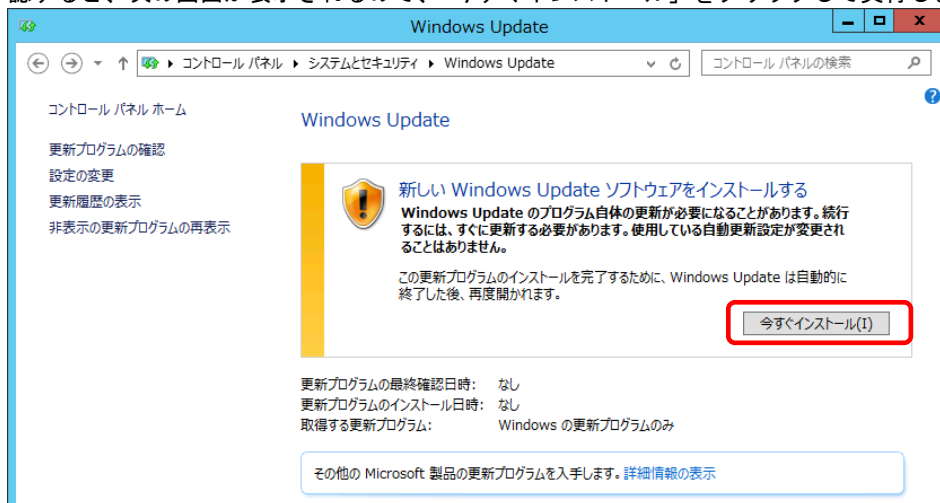 Windows Update
コントロール パネル ▸ システムとセキュリティ ▸ Windows Update
コントロール パネルの検索
コントロール パネル ホーム
更新プログラムの確認
設定の変更
更新履歴の表示
非表示の更新プログラムの再表示
Windows Update
新しい Windows Update ソフトウェアをインストールする
Windows Update のプログラム自体の更新が必要になることがあります。続行
するには、すぐに更新する必要があります。使用している自動更新設定が変更され
ることはありません。
この更新プログラムのインストールを完了するために、Windows Update は自動的に
終了した後、再度開かれます。
今すぐインストール(I)
更新プログラムの最終確認日時: なし
更新プログラムのインストール日時: なし
取得する更新プログラム: Windows の更新プログラムのみ
その他の Microsoft 製品の更新プログラムを入手します。詳細情報の表示